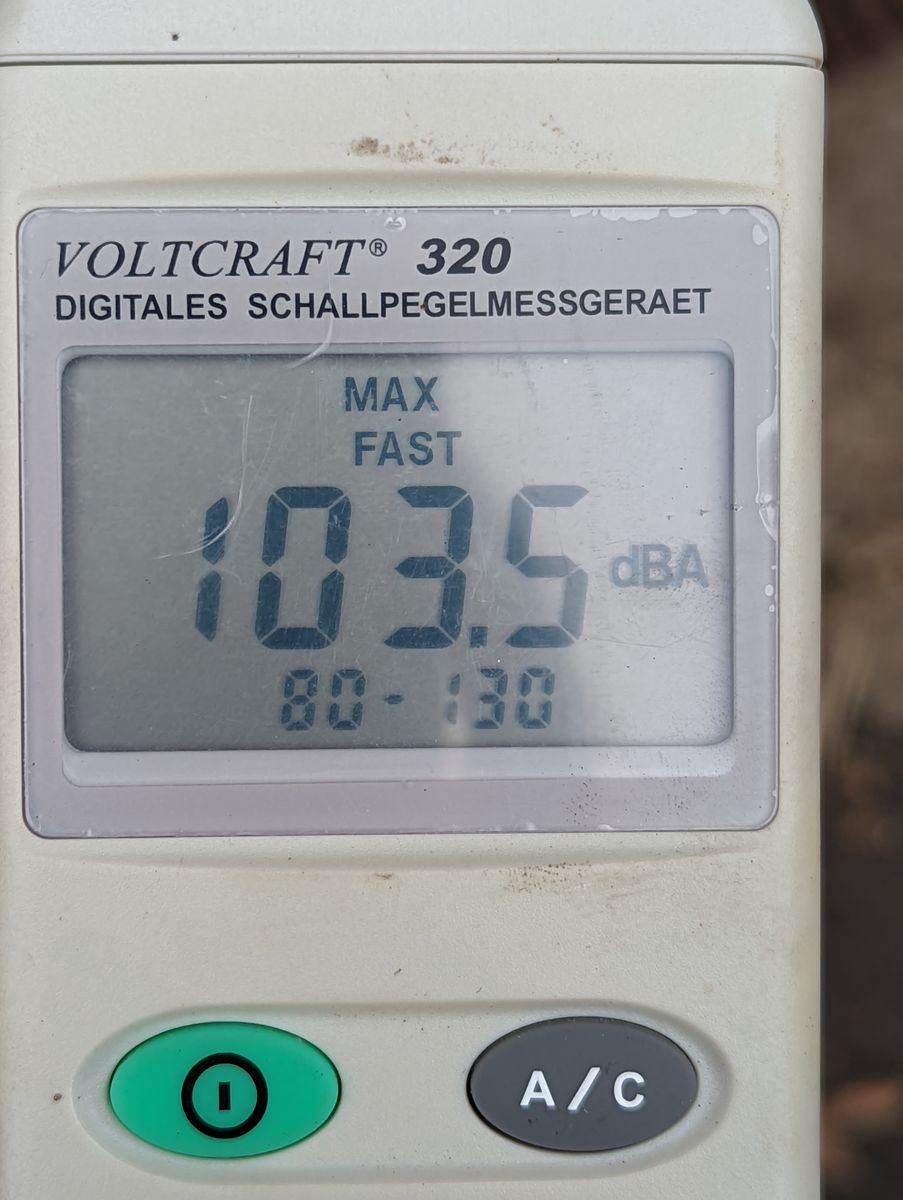 VOLTCRAFT® 320
DIGITALES SCHALLPEGELMESSGERAET
MAX
FAST
103.5 dBA
80 - 130
A/C